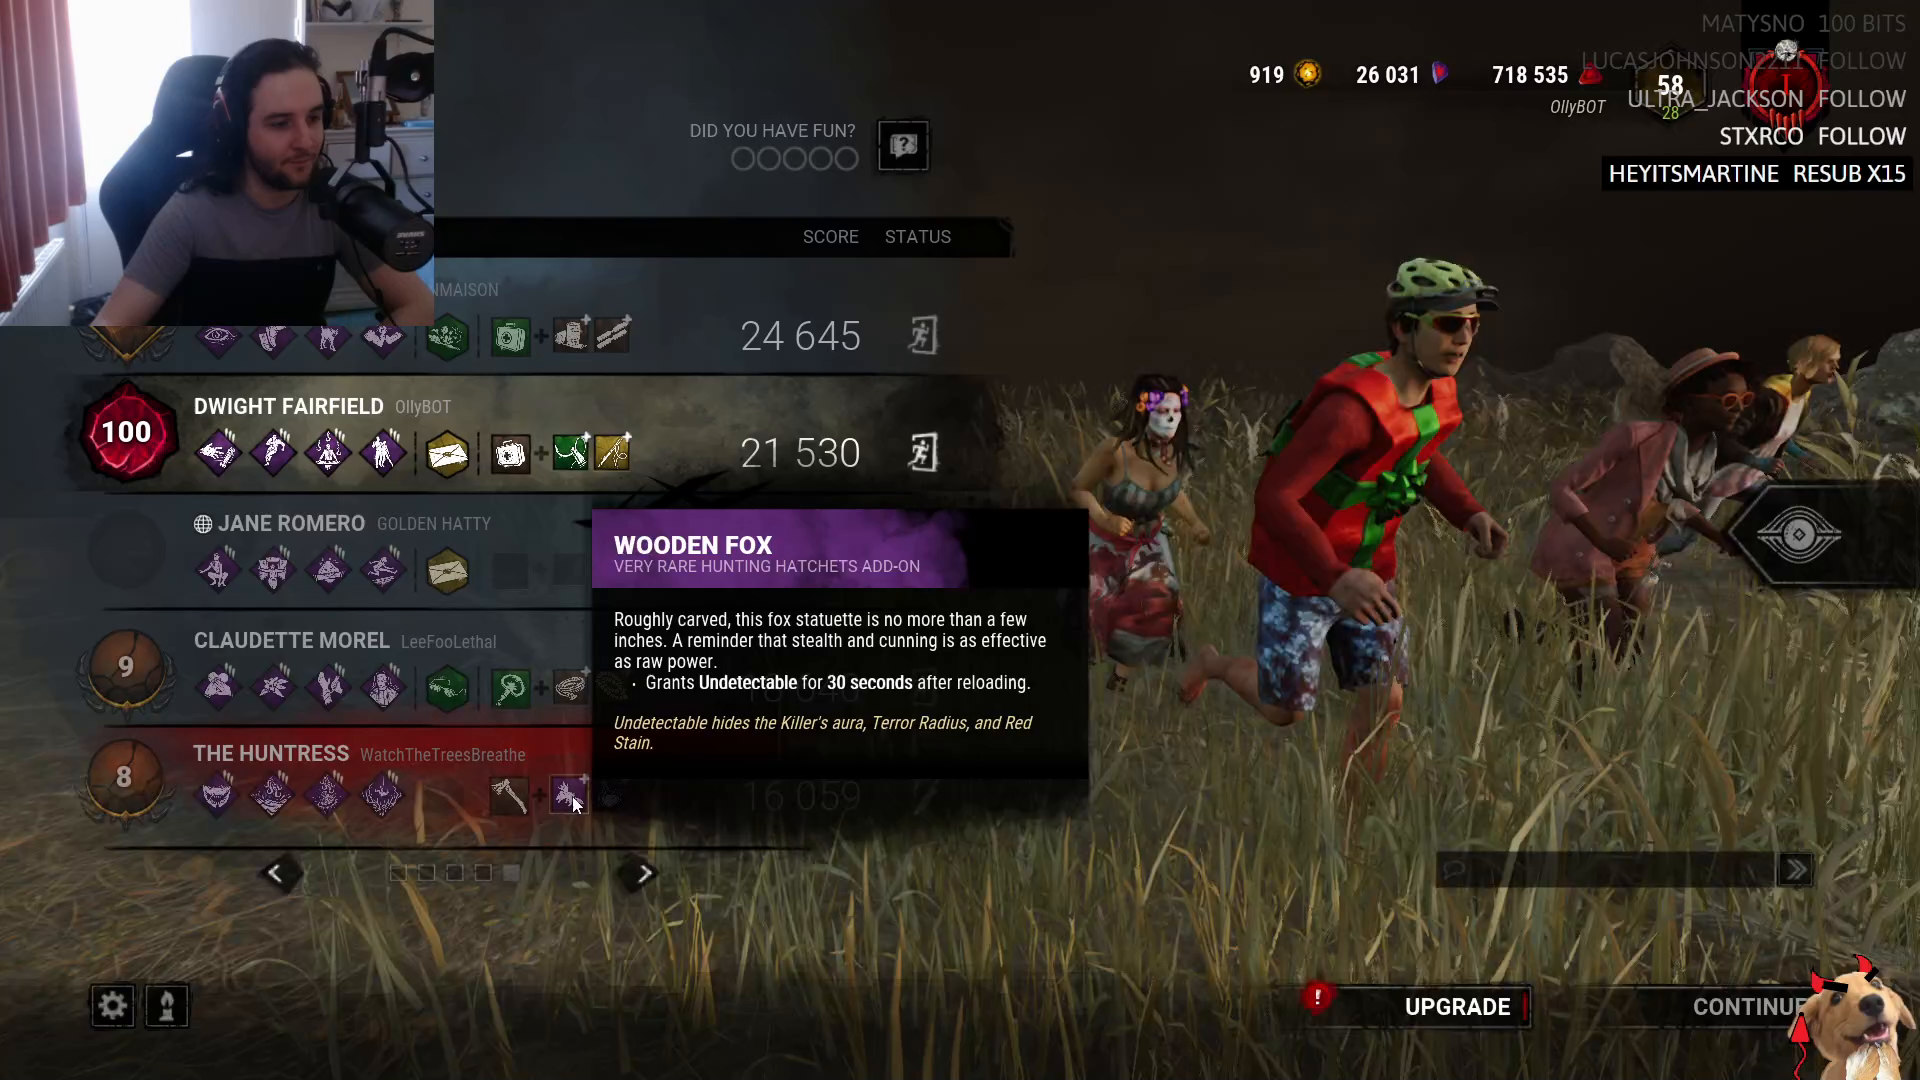 MATYSNO 100 BITS
LUCASJOHNSON2211 FOLLOW
ULTRA_JACKSON FOLLOW
STXRCO FOLLOW
HEYITSMARTINE RESUB X15
919
26 031
718 535
58
28
OllyBOT
DID YOU HAVE FUN?
SCORE STATUS
NMAISON
24 645
100
DWIGHT FAIRFIELD OllyBOT
21 530
JANE ROMERO GOLDEN HATTY
WOODEN FOX
VERY RARE HUNTING HATCHETS ADD-ON
Roughly carved, this fox statuette is no more than a few
inches. A reminder that stealth and cunning is as effective
as raw power.
· Grants Undetectable for 30 seconds after reloading.
Undetectable hides the Killer's aura, Terror Radius, and Red
Stain.
9
CLAUDETTE MOREL LeeFooLethal
8
THE HUNTRESS WatchTheTreesBreathe
16 059
UPGRADE
CONTINUE